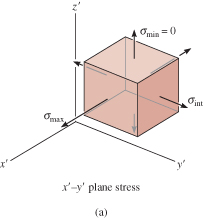 z′
σmin = 0
σint
σmax
x′
y′
x′–y′ plane stress
(a)